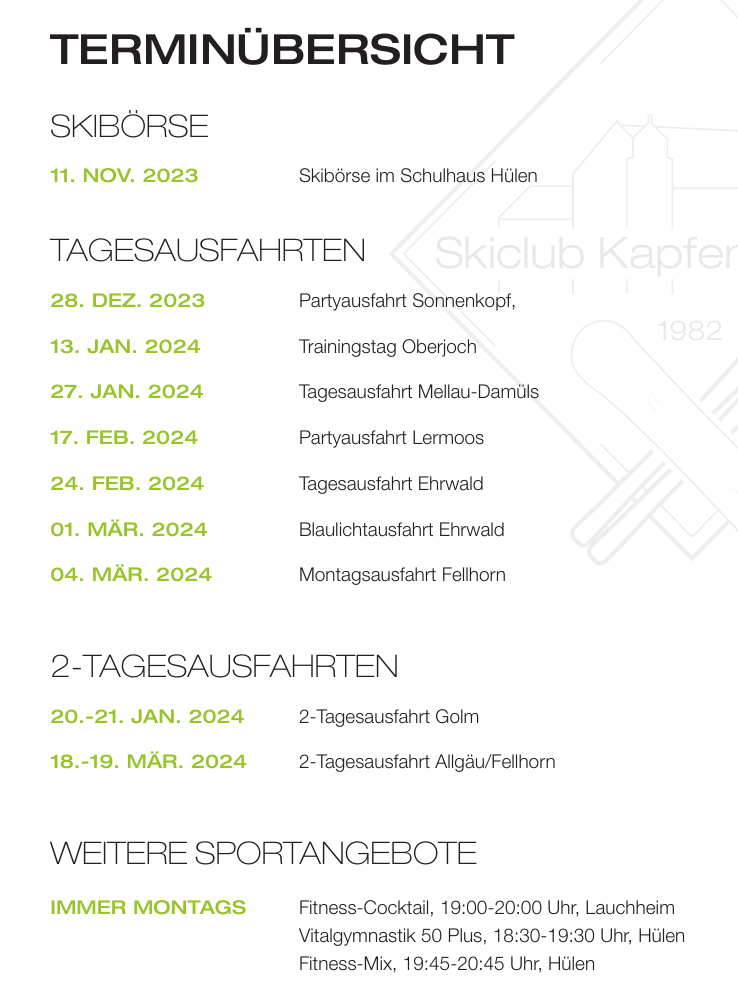 TERMINÜBERSICHT
SKIBÖRSE
11. NOV. 2023 Skibörse im Schulhaus Hülen
TAGESAUSFAHRTEN
Skiclub Kapfen
28. DEZ. 2023 Partyausfahrt Sonnenkopf,
1982
13. JAN. 2024 Trainingstag Oberjoch
27. JAN. 2024 Tagesausfahrt Mellau-Damüls
17. FEB. 2024 Partyausfahrt Lermoos
24. FEB. 2024 Tagesausfahrt Ehrwald
01. MÄR. 2024 Blaulichtausfahrt Ehrwald
04. MÄR. 2024 Montagsausfahrt Fellhorn
2-TAGESAUSFAHRTEN
20.-21. JAN. 2024 2-Tagesausfahrt Golm
18.-19. MÄR. 2024 2-Tagesausfahrt Allgäu/Fellhorn
WEITERE SPORTANGEBOTE
IMMER MONTAGS Fitness-Cocktail, 19:00-20:00 Uhr, Lauchheim
Vitalgymnastik 50 Plus, 18:30-19:30 Uhr, Hülen
Fitness-Mix, 19:45-20:45 Uhr, Hülen